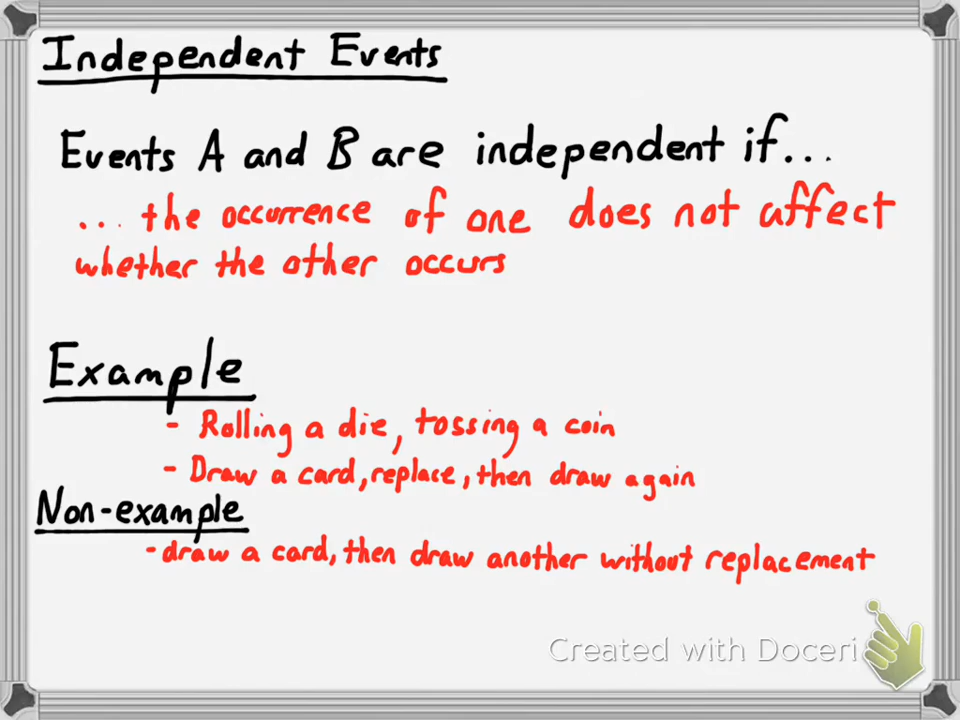 Independent Events
Events A and B are independent if...
... the occurrence of one does not affect
whether the other occurs
Example
- Rolling a die, tossing a coin
- Draw a card, replace, then draw again
Non-example
- draw a card, then draw another without replacement
Created with Doceri